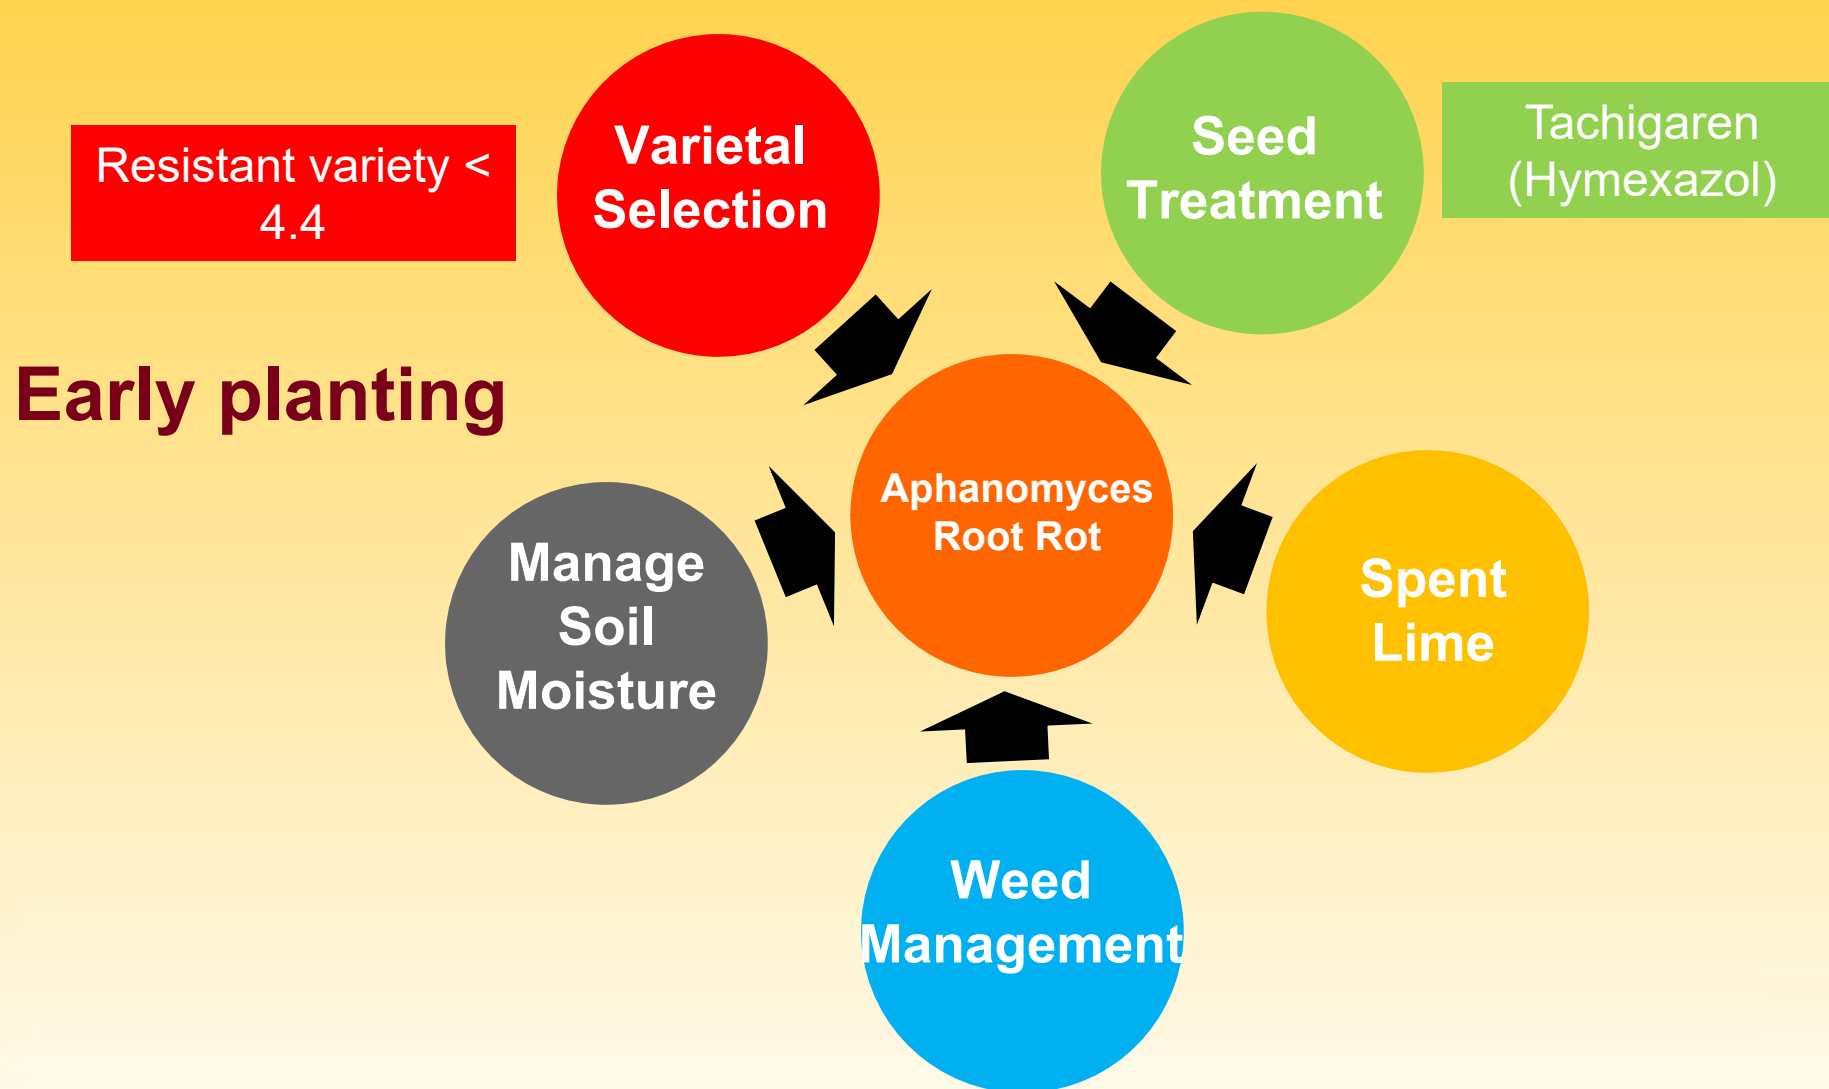 Resistant variety <
4.4
Varietal
Selection
Seed
Treatment
Tachigaren
(Hymexazol)
Early planting
Aphanomyces
Root Rot
Manage
Soil
Moisture
Spent
Lime
Weed
Management